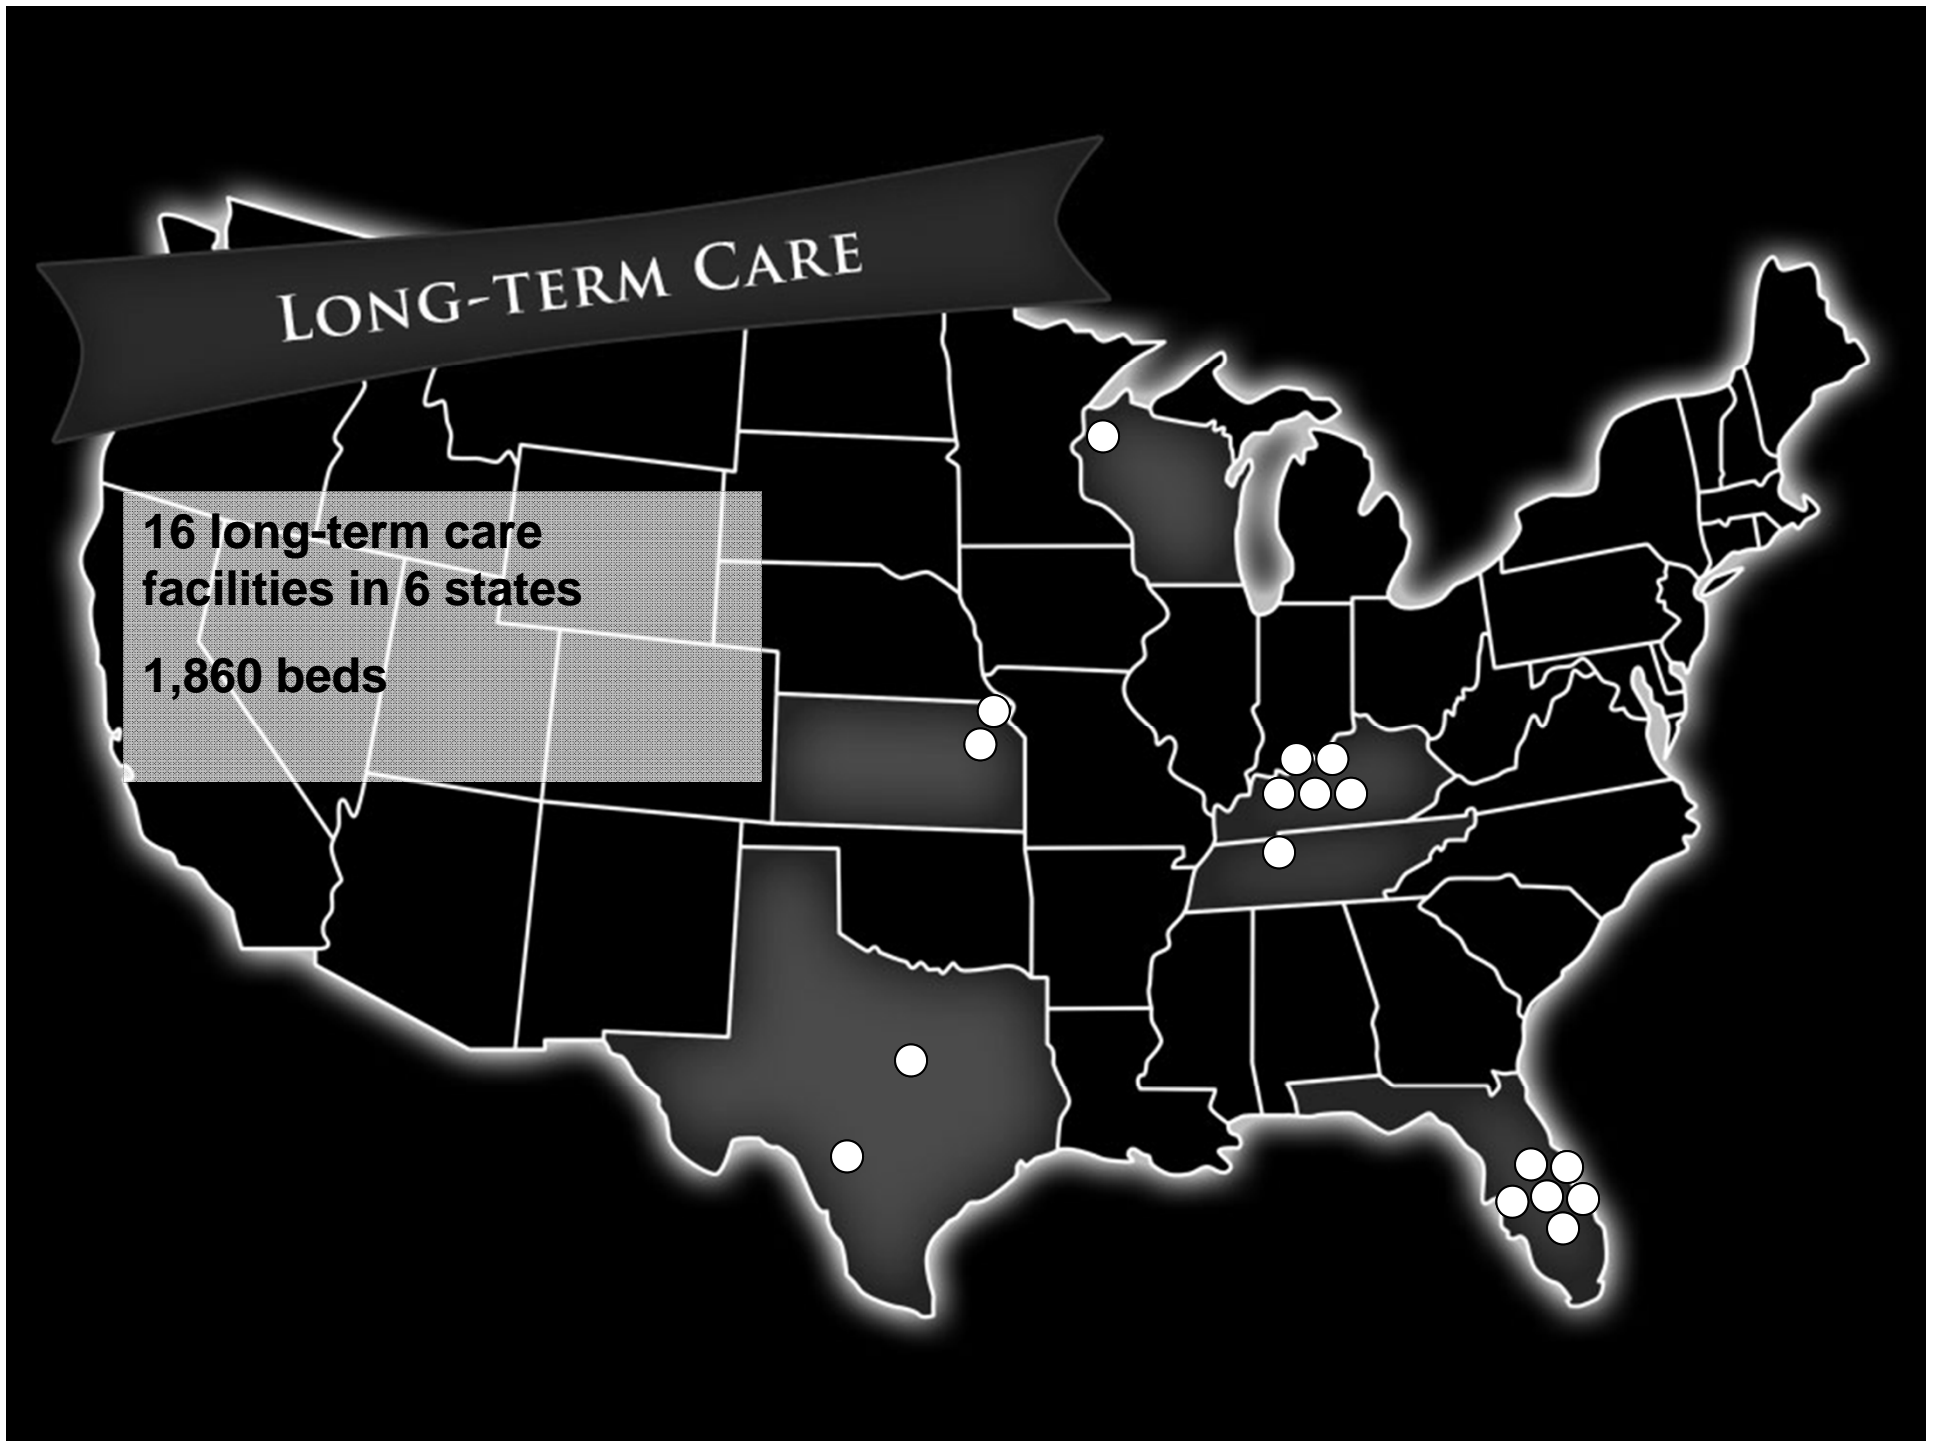 LONG-TERM CARE
16 long-term care
facilities in 6 states
1,860 beds